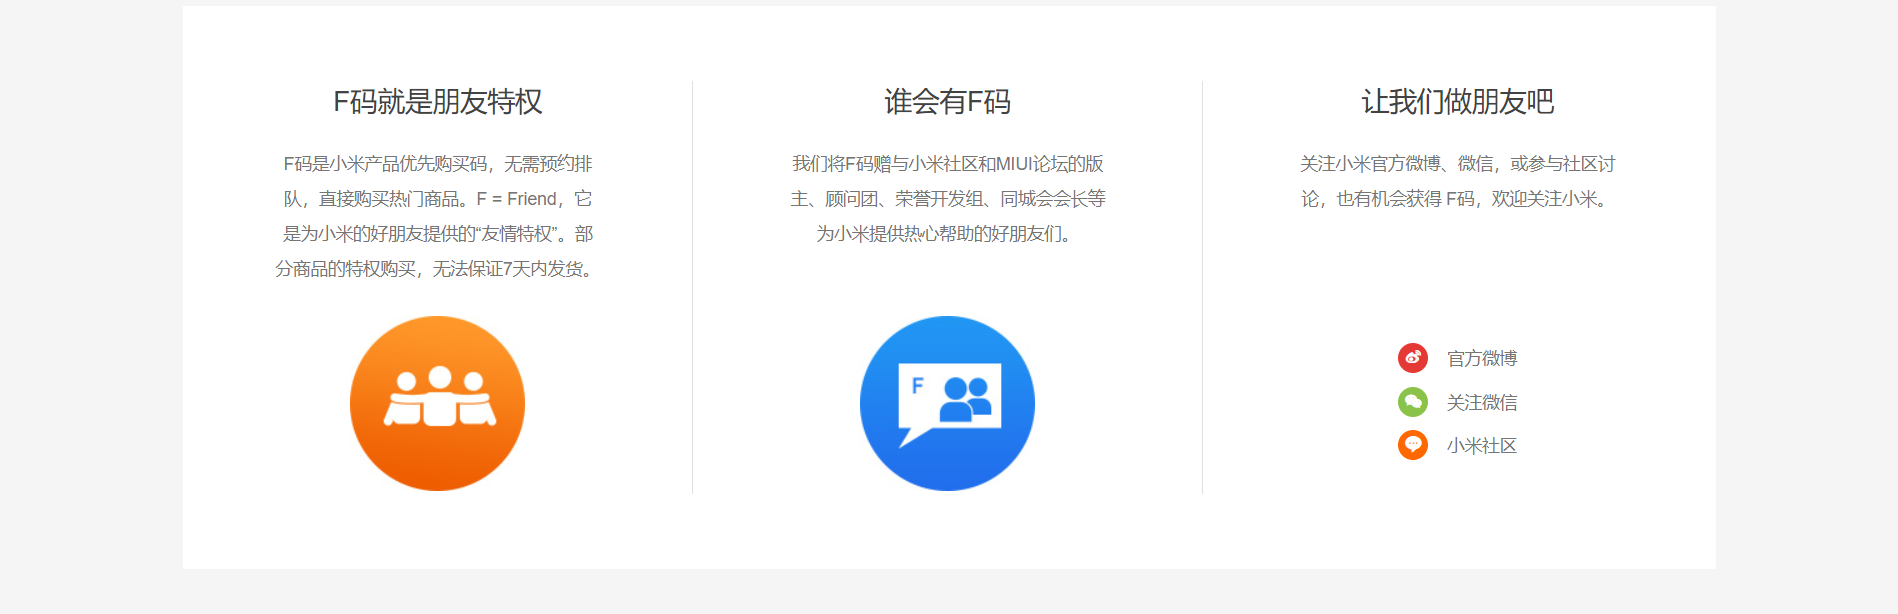 F码就是朋友特权
F码是小米产品优先购买码，无需预约排
队，直接购买热门商品。F = Friend，它
是为小米的好朋友提供的“友情特权”。部
分商品的特权购买，无法保证7天内发货。
谁会有F码
我们将F码赠与小米社区和MIUI论坛的版
主、顾问团、荣誉开发组、同城会会长等
为小米提供热心帮助的好朋友们。
F
让我们做朋友吧
关注小米官方微博、微信，或参与社区讨
论，也有机会获得 F码，欢迎关注小米。
官方微博
关注微信
小米社区